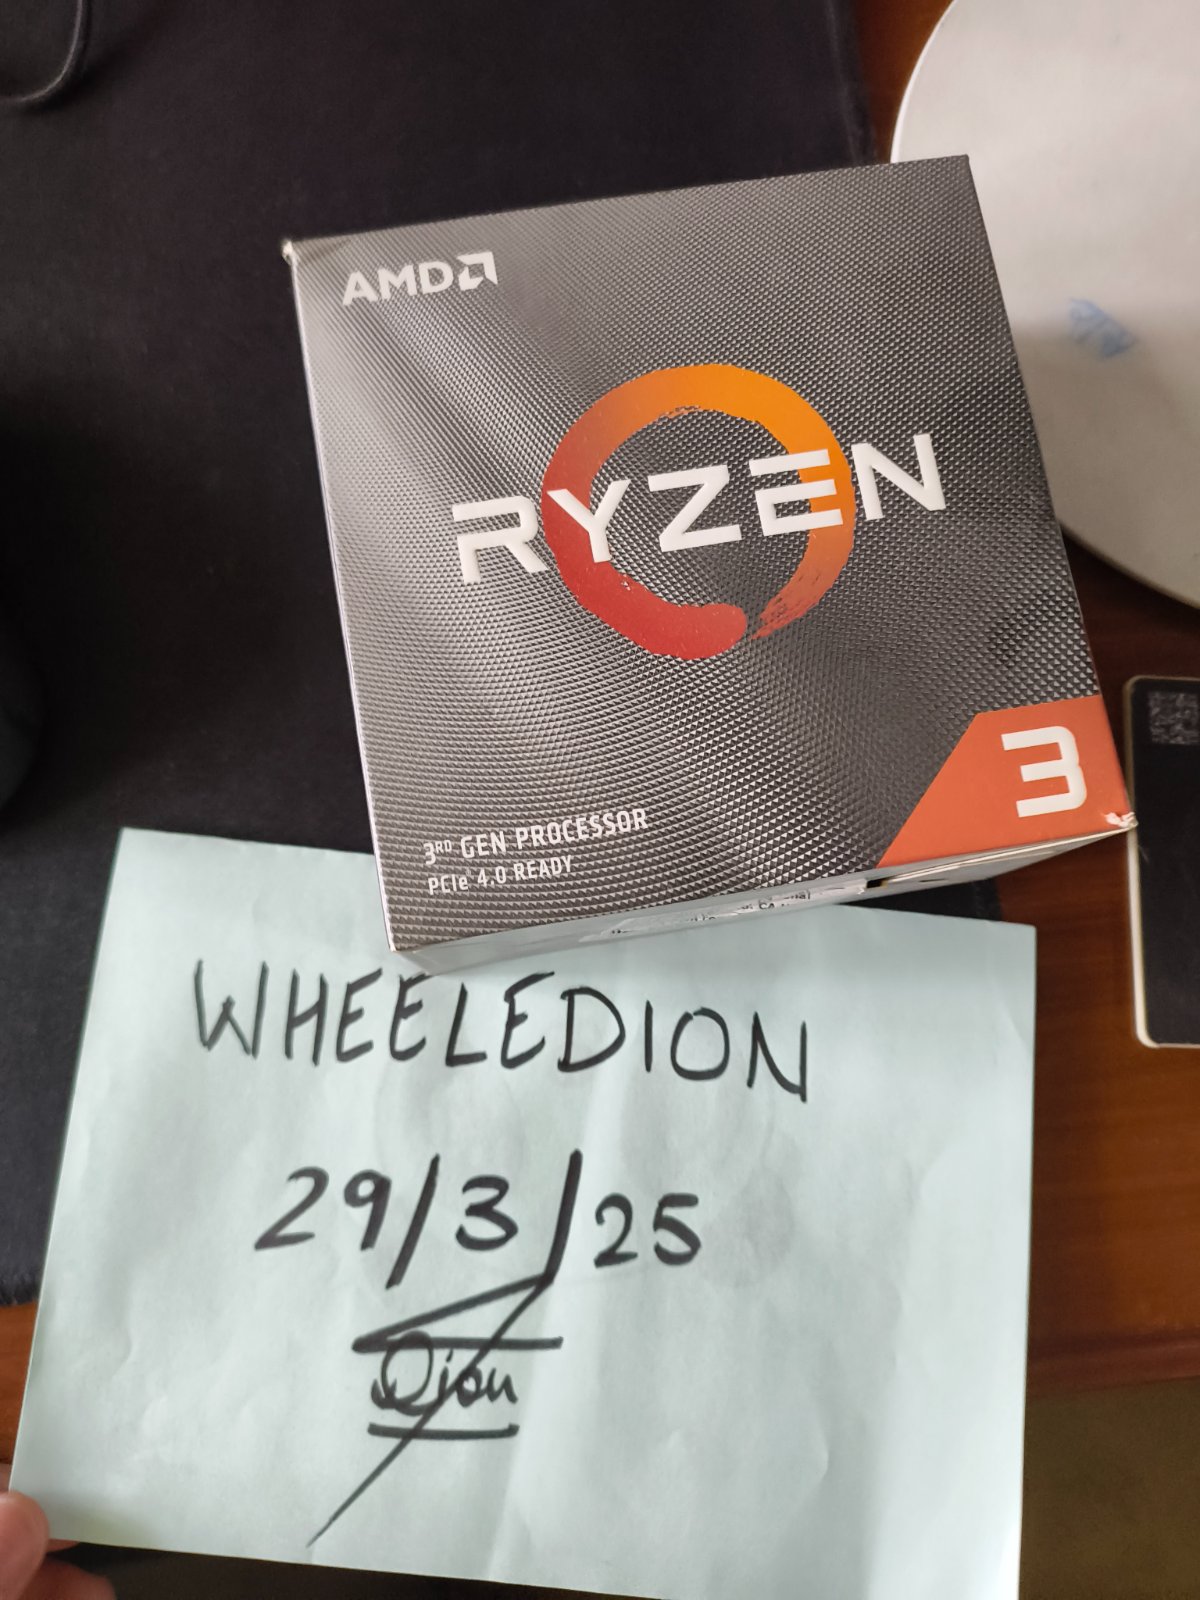 AMD
RYZEN
3
3RD GEN PROCESSOR
PCIe® 4.0 READY
WHEELEDION
29/3/25
Dion